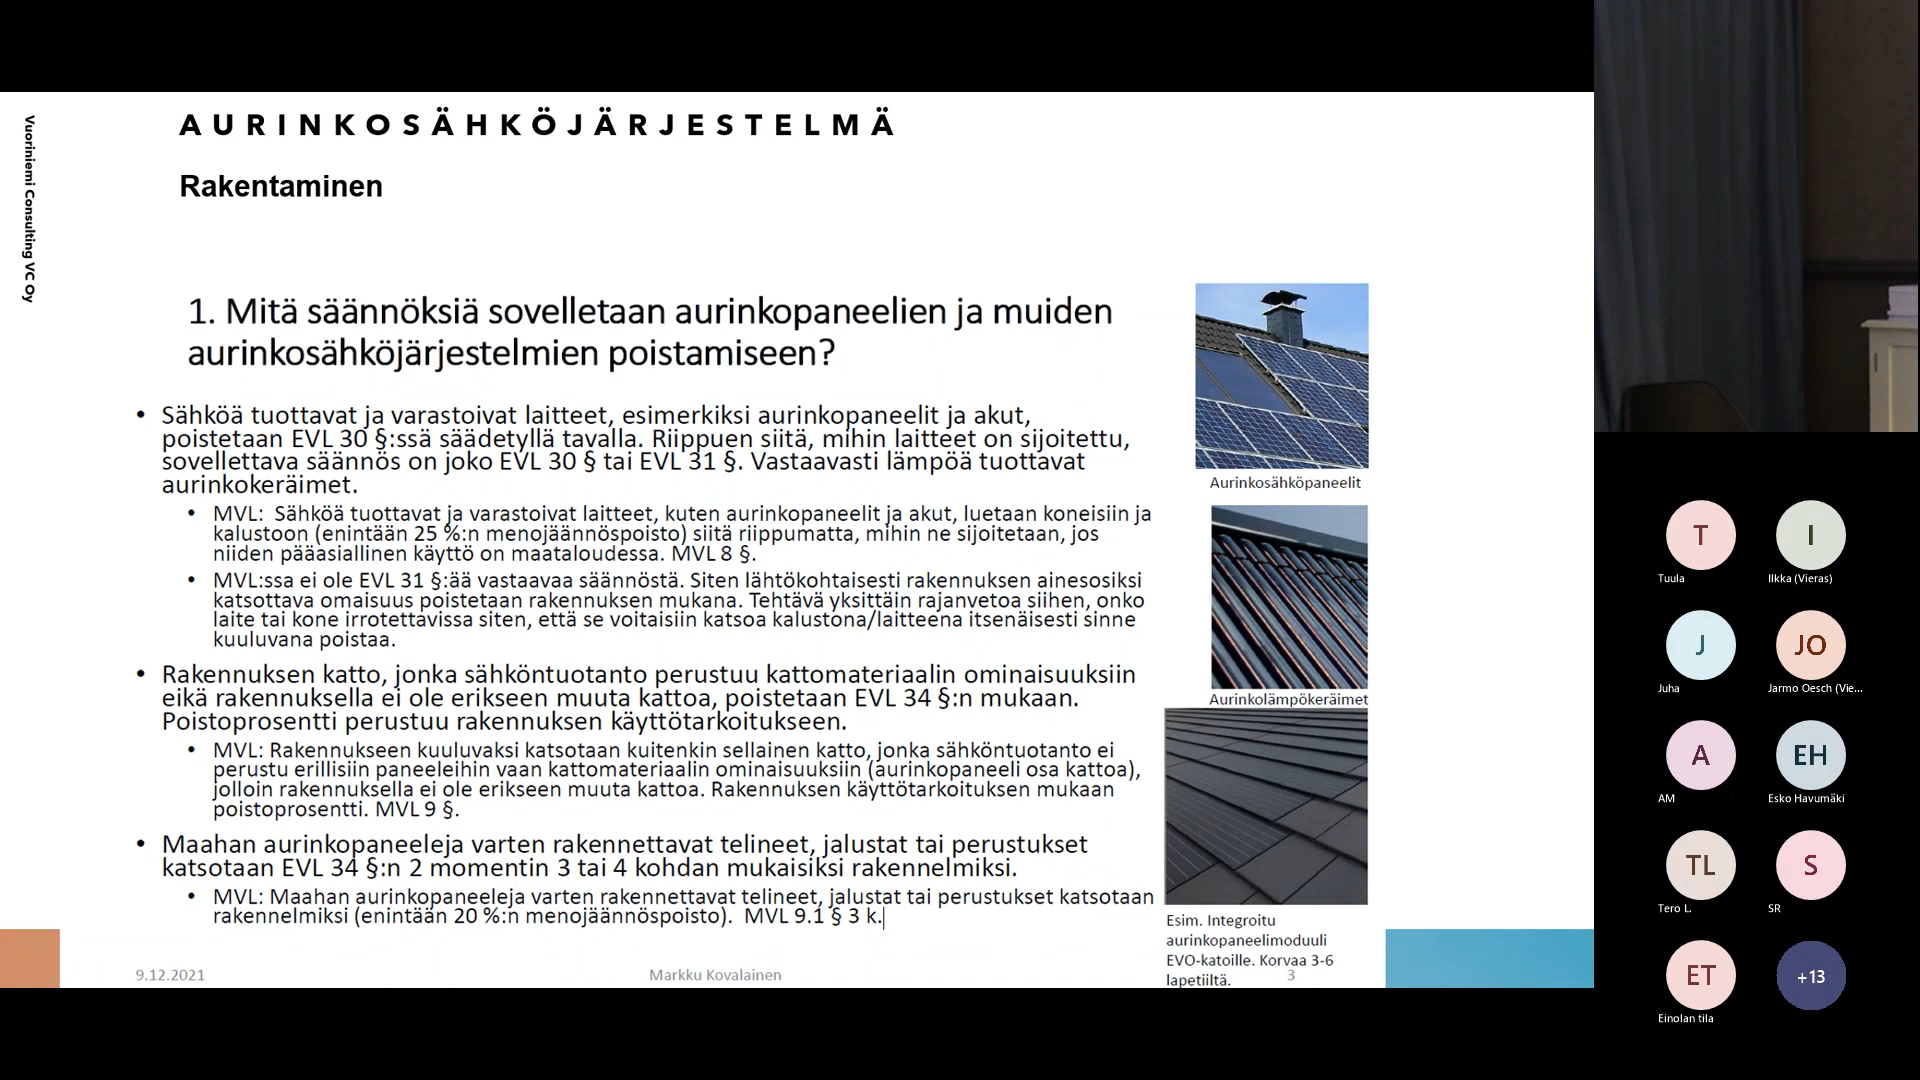 Vuoriniemi Consulting VC Oy
AURINKOSÄHKÖJÄRJESTELMÄ
Rakentaminen
1. Mitä säännöksiä sovelletaan aurinkopaneelien ja muiden
aurinkosähköjärjestelmien poistamiseen?
• Sähköä tuottavat ja varastoivat laitteet, esimerkiksi aurinkopaneelit ja akut,
poistetaan EVL 30 §:ssä säädetyllä tavalla. Riippuen siitä, mihin laitteet on sijoitettu,
sovellettava säännös on joko EVL 30 § tai EVL 31 §. Vastaavasti lämpöä tuottavat
aurinkokeräimet.
• MVL: Sähköä tuottavat ja varastoivat laitteet, kuten aurinkopaneelit ja akut, luetaan koneisiin ja
kalustoon (enintään 25 %:n menojäännöspoisto) siitä riippumatta, mihin ne sijoitetaan, jos
niiden pääasiallinen käyttö on maataloudessa. MVL 8 §.
• MVL:ssa ei ole EVL 31 §:ää vastaavaa säännöstä. Siten lähtökohtaisesti rakennuksen ainesosiksi
katsottava omaisuus poistetaan rakennuksen mukana. Tehtävä yksittäin rajanvetoa siihen, onko
laite tai kone irrotettavissa siten, että se voitaisiin katsoa kalustona/laitteena itsenäisesti sinne
kuuluvana poistaa.
• Rakennuksen katto, jonka sähköntuotanto perustuu kattomateriaalin ominaisuuksiin
eikä rakennuksella ei ole erikseen muuta kattoa, poistetaan EVL 34 §:n mukaan.
Poistoprosentti perustuu rakennuksen käyttötarkoitukseen.
• MVL: Rakennukseen kuuluvaksi katsotaan kuitenkin sellainen katto, jonka sähköntuotanto ei
perustu erillisiin paneeleihin vaan kattomateriaalin ominaisuuksiin (aurinkopaneeli osa kattoa),
jolloin rakennuksella ei ole erikseen muuta kattoa. Rakennuksen käyttötarkoituksen mukaan
poistoprosentti. MVL 9 §.
• Maahan aurinkopaneeleja varten rakennettavat telineet, jalustat tai perustukset
katsotaan EVL 34 §:n 2 momentin 3 tai 4 kohdan mukaisiksi rakennelmiksi.
• MVL: Maahan aurinkopaneeleja varten rakennettavat telineet, jalustat tai perustukset katsotaan
rakennelmiksi (enintään 20 %:n menojäännöspoisto). MVL 9.1 § 3 k.
Aurinkosähköpaneelit
Aurinkolämpökeräimet
Esim. Integroitu
aurinkopaneelimoduuli
EVO-katoille. Korvaa 3-6
lapetiiltä.
9.12.2021
Markku Kovalainen
3
T
Tuula
I
Ilkka (Vieras)
J
Juha
JO
Jarmo Oesch (Vie...
A
AM
EH
Esko Havumäki
TL
Tero L.
S
SR
ET
Einolan tila
+13